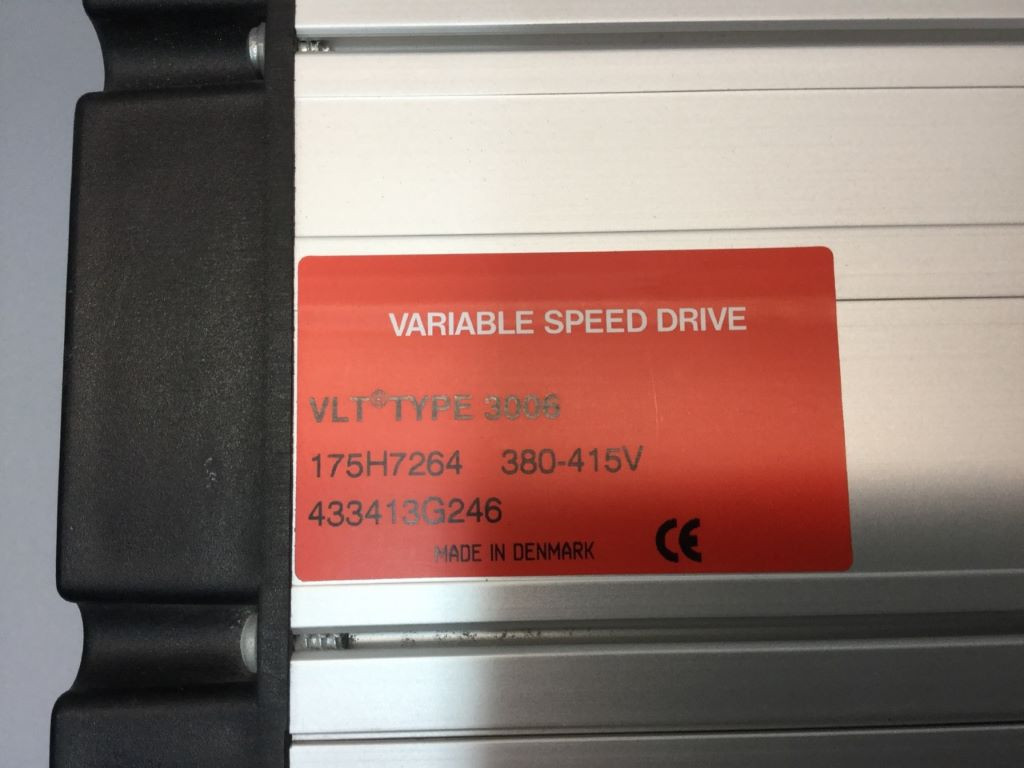 VARIABLE SPEED DRIVE
VLT® TYPE 3006
175H7264 380-415V
433413G246
MADE IN DENMARK CE